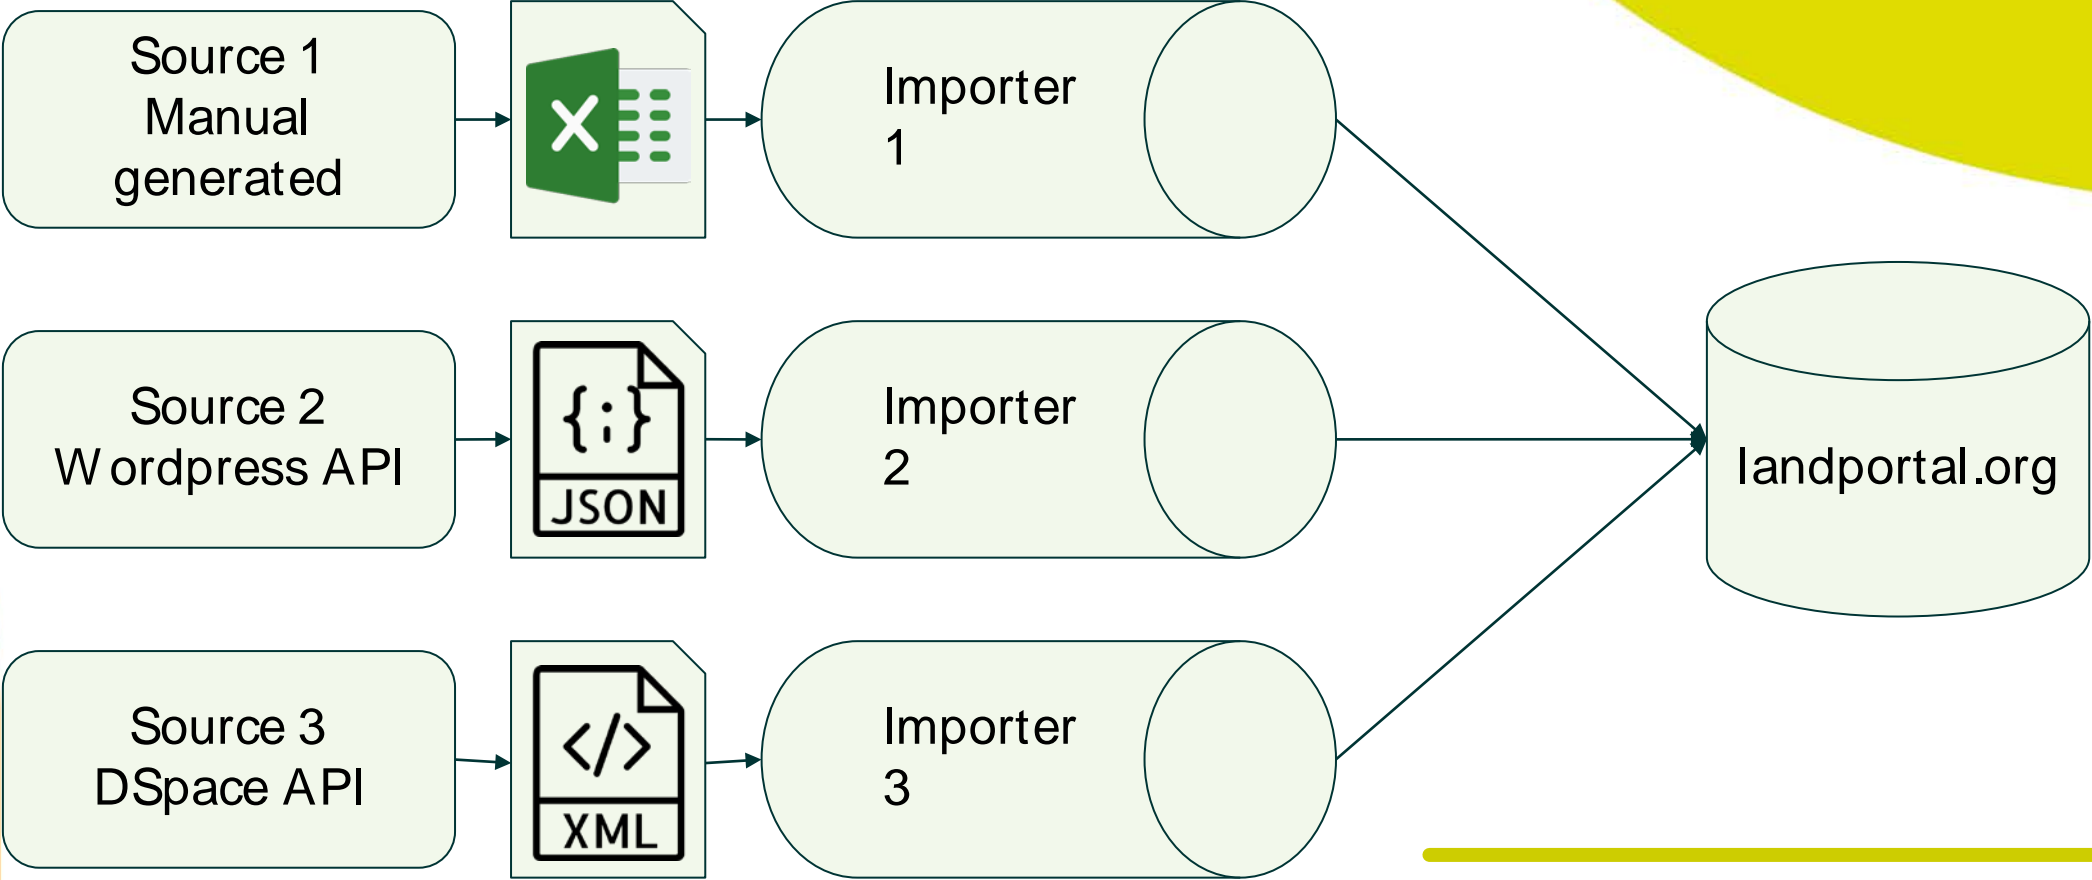 Source 1
Manual
generated
X
Importer
1
Source 2
Wordpress API
{;}
JSON
Importer
2
landportal.org
Source 3
DSpace API
</>
XML
Importer
3